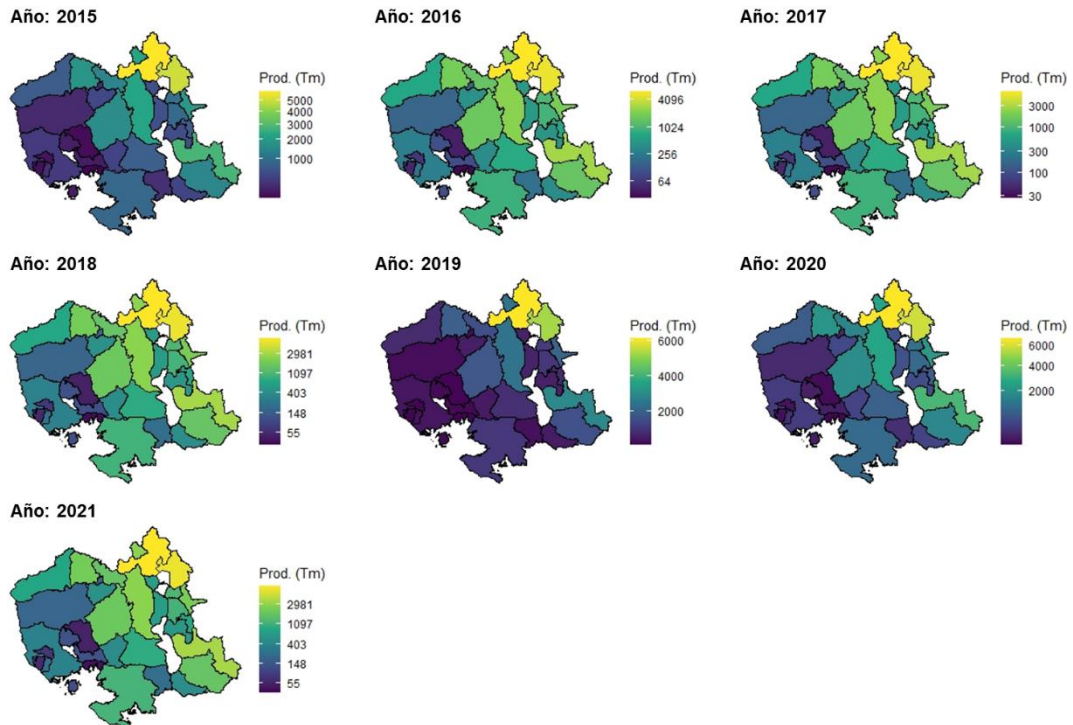 Año: 2015
Prod. (Tm)
5000
4000
3000
2000
1000
Año: 2016
Prod. (Tm)
4096
1024
256
64
Año: 2017
Prod. (Tm)
3000
1000
300
100
30
Año: 2018
Prod. (Tm)
2981
1097
403
148
55
Año: 2019
Prod. (Tm)
6000
4000
2000
Año: 2020
Prod. (Tm)
6000
4000
2000
Año: 2021
Prod. (Tm)
2981
1097
403
148
55